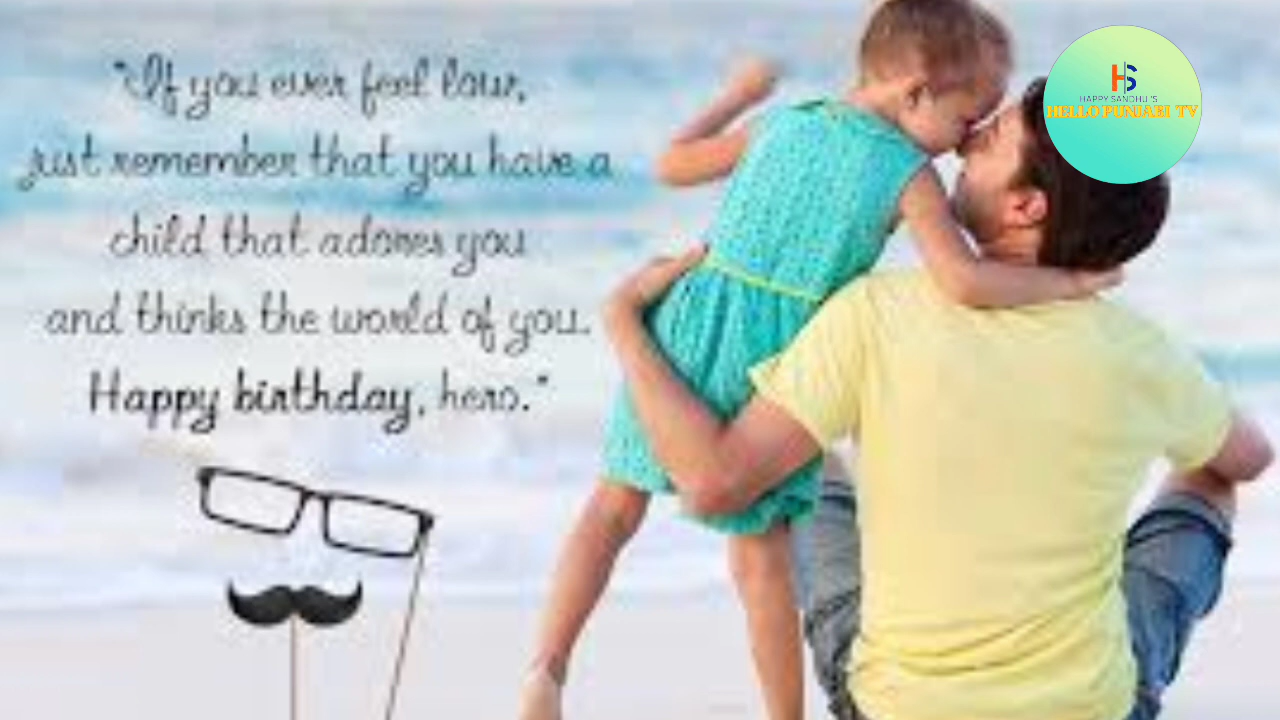 "If you ever feel low,
just remember that you have a
child that adores you
and thinks the world of you.
Happy birthday, hero."
HS
HAPPY SANDHU 'S
HELLO PUNJABI TV